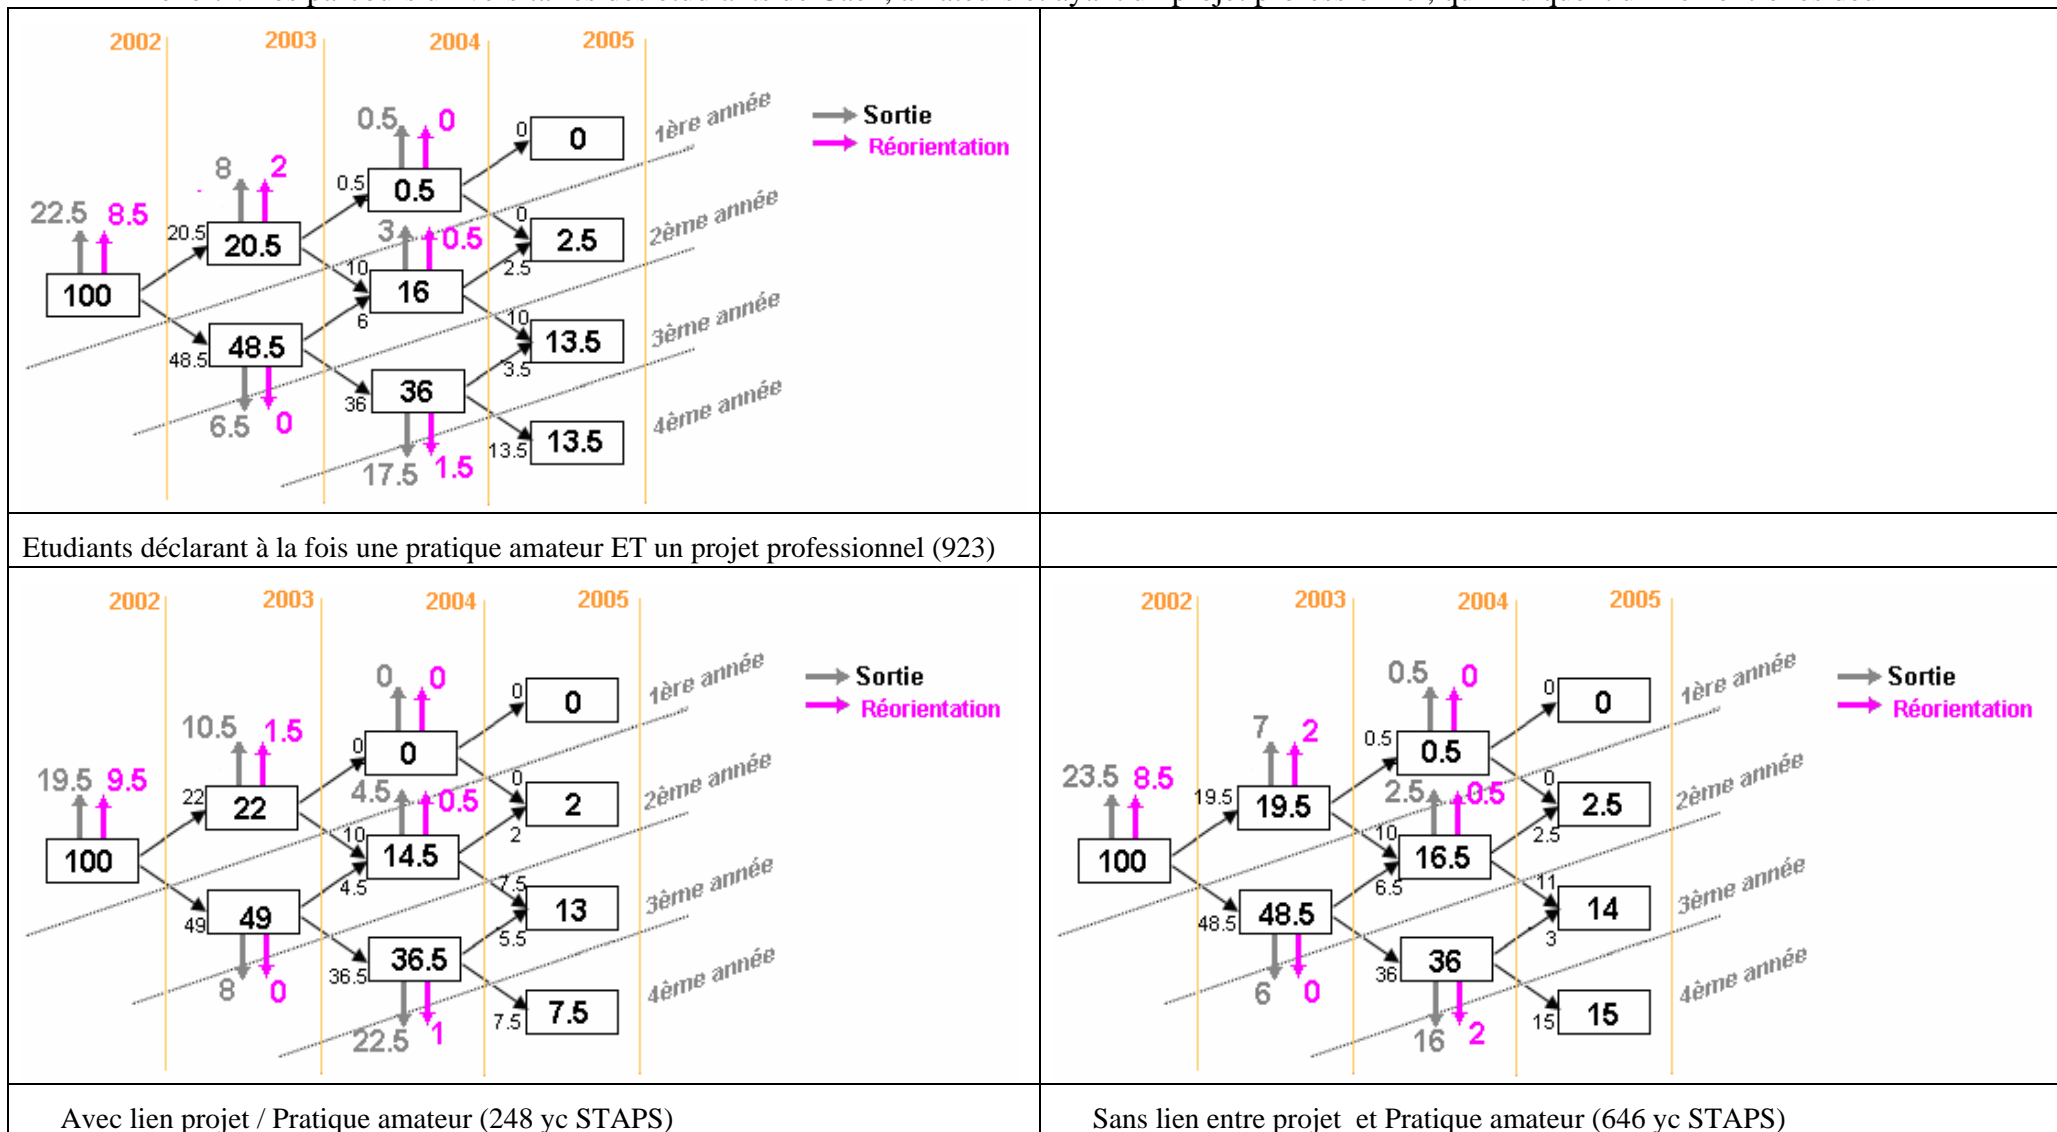 2002 2003 2004 2005
Sortie
Réorientation
1ère année
2ème année
3ème année
4ème année
0.5 0
0 0
8 2
0.5 0.5
22.5 8.5
20.5 20.5
3 0.5
0 2.5
100
10 16 2.5
6
48.5 48.5
10 13.5
3.5
6.5 0
36 36
13.5 13.5
17.5 1.5
Etudiants déclarant à la fois une pratique amateur ET un projet professionnel (923)
2002 2003 2004 2005
Sortie
Réorientation
1ère année
2ème année
3ème année
4ème année
0 0
0 0
10.5 1.5
0 0
19.5 9.5
22 22
4.5 0.5
0 2
100
10 14.5 2
4.5
49 49
7.5 13
5.5
8 0
36.5 36.5
7.5 7.5
22.5 1
Avec lien projet / Pratique amateur (248 yc STAPS)
2002 2003 2004 2005
Sortie
Réorientation
1ère année
2ème année
3ème année
4ème année
0.5 0
0 0
7 2
0.5 0.5
23.5 8.5
19.5 19.5
2.5 0.5
0 2.5
100
10 16.5 2.5
6.5
48.5 48.5
11 14
3
6 0
36 36
15 15
16 2
Sans lien entre projet et Pratique amateur (646 yc STAPS)